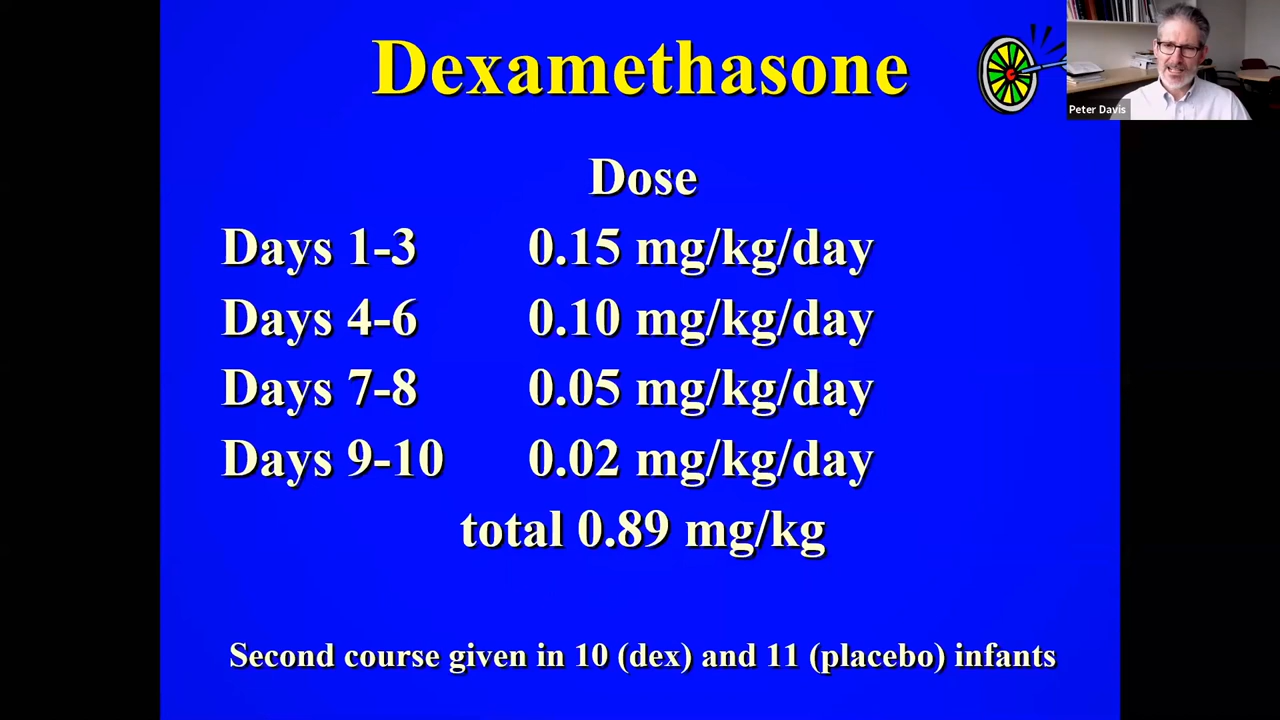 Dexamethasone
Peter Davis
Dose
Days 1-3 0.15 mg/kg/day
Days 4-6 0.10 mg/kg/day
Days 7-8 0.05 mg/kg/day
Days 9-10 0.02 mg/kg/day
total 0.89 mg/kg
Second course given in 10 (dex) and 11 (placebo) infants